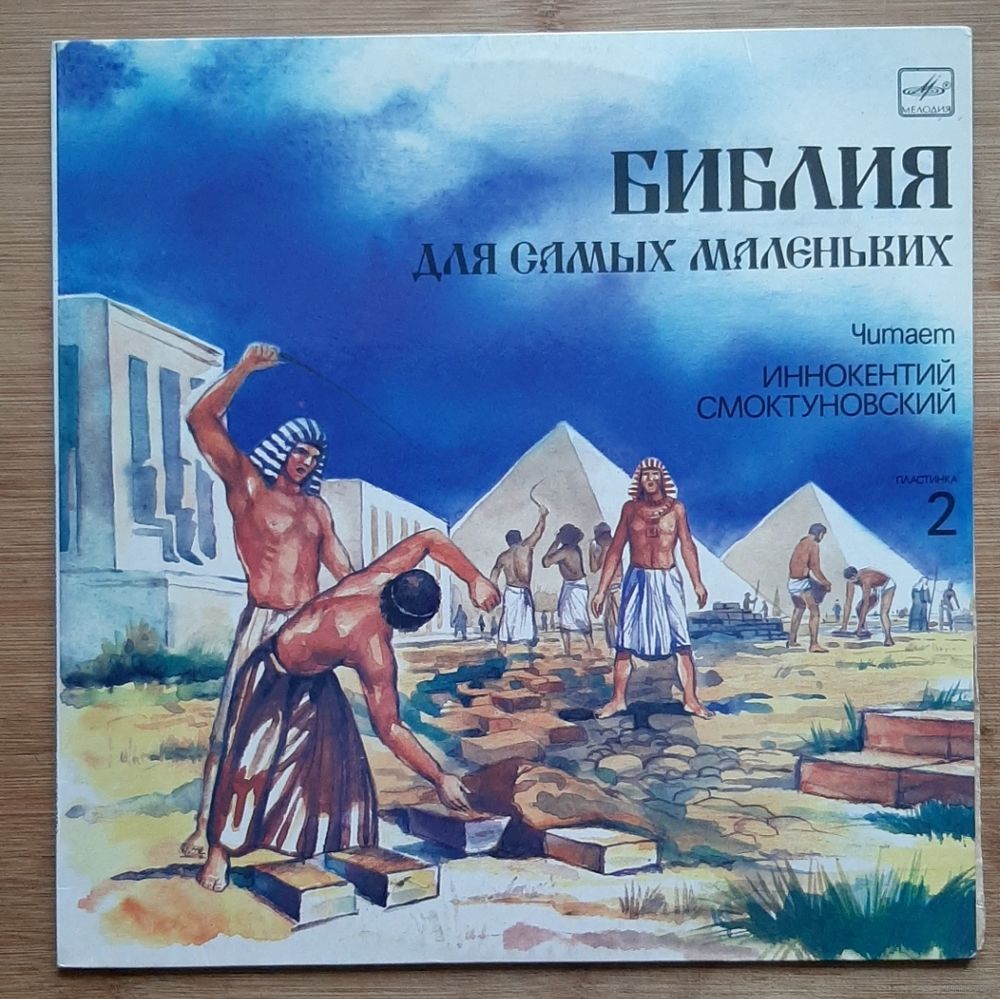 МЕЛОДИЯ
БИБЛИЯ
ДЛЯ САМЫХ МАЛЕНЬКИХ
Читает
ИННОКЕНТИЙ
СМОКТУНОВСКИЙ
ПЛАСТИНКА
2